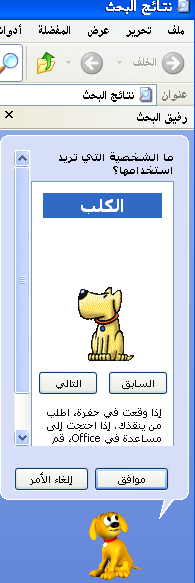 نتائج البحث
ملف تحرير عرض المفضلة أدوات
الخلف
عنوان نتائج البحث
رفيق البحث
ما الشخصية التي تريد
استخدامها؟
الكلب
السابق التالي
إذا وقعت في حفرة، اطلب
من ينقذك. إذا احتجت إلى
مساعدة في Office، قم
موافق إلغاء الأمر